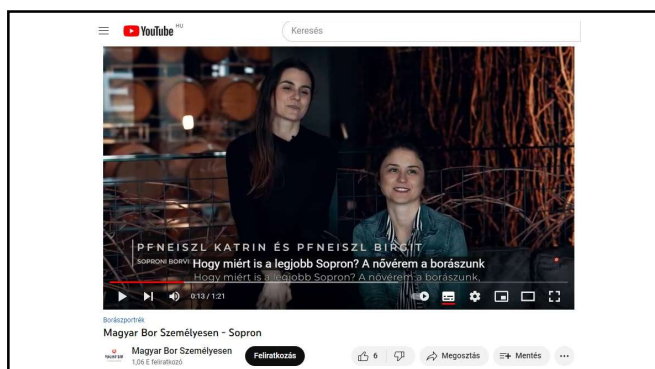 YouTube HU
Keresés
PFNEISZL KATRIN ÉS PFNEISZL BIRGIT
SOPRONI BORVI
Hogy miért is a legjobb Sopron? A nővérem a borászunk
Hogy miért is a legjobb Sopron? A nővérem a borászunk,
0:13 / 1:21
Borászportrék
Magyar Bor Személyesen - Sopron
Magyar Bor Személyesen
1,06 E feliratkozó
Feliratkozás
6
Megosztás
Mentés